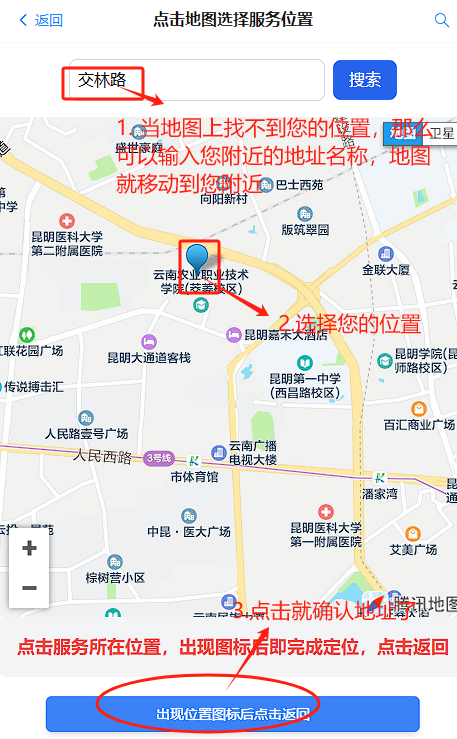 返回
点击地图选择服务位置
交林路
搜索
1. 当地图上找不到您的位置，那么
可以输入您附近的地址名称，地图
就移动到您附近
卫星
盛世豪庭
巴士西苑
向阳新村
版筑翠园
昆明医科大学
第二附属医院
金联大厦
云南农业职业技术
学院(茭菱校区)
2.选择您的位置
汇联花园广场
昆明嘉禾大酒店
昆明大通道客栈
昆明学院(昆
师路校区)
昆明第一中学
(西昌路校区)
传说搏击汇
百汇商业广场
人民路壹号广场
云南广播
电视大楼
人民西路
3号线
市体育馆
潘家湾
中昆·医大广场
昆明医科大学
第一附属医院
艾美广场
+
棕树营小区
−
3.点击就确认地址了
腾讯地图
点击服务所在位置，出现图标后即完成定位，点击返回
出现位置图标后点击返回